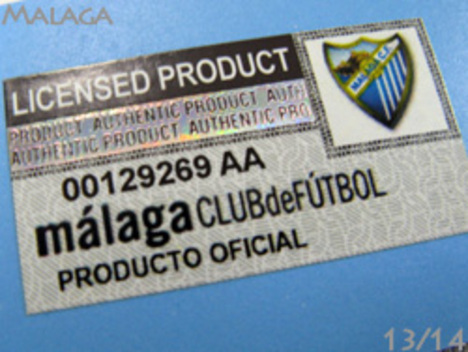 MALAGA
LICENSED PRODUCT
PRODUCT AUTHENTIC PRODUCT AUTH
AUTHENTIC PRODUCT AUTHENTIC PRO
MALAGA C.F.
00129269 AA
málaga CLUBdeFÚTBOL
PRODUCTO OFICIAL
13/14